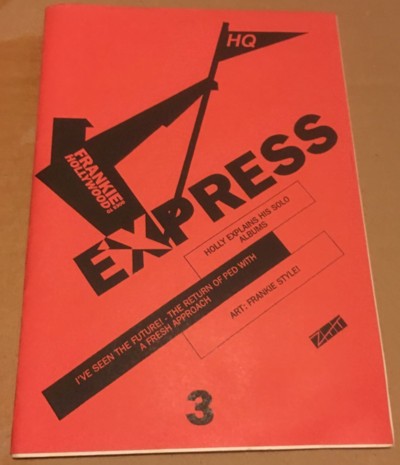 HQ
FRANKIE
HOLLYWOOD'S
EXPRESS
HOLLY EXPLAINS HIS SOLO
ALBUMS
I'VE SEEN THE FUTURE! - THE RETURN OF PED WITH
A FRESH APPROACH
ART: FRANKIE STYLE!
ZTT
3